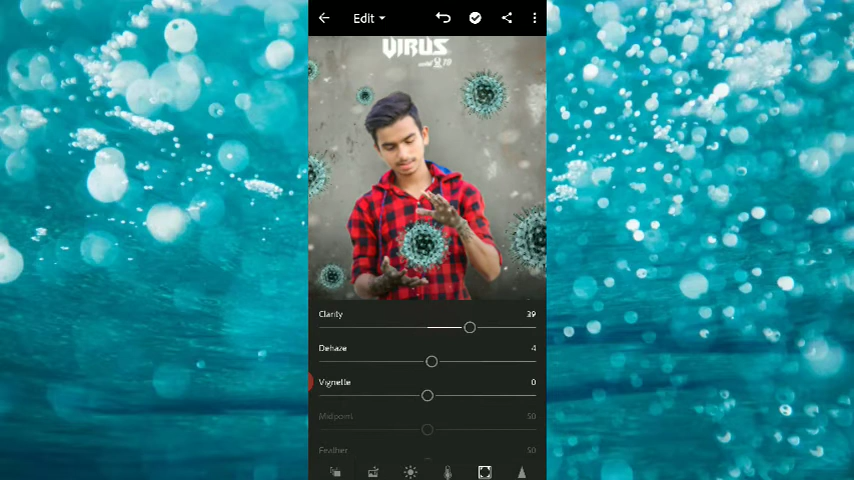 Edit
VIRUS
Clarity 39
Dehaze 4
Vignette 0
Midpoint 50
Feather 50